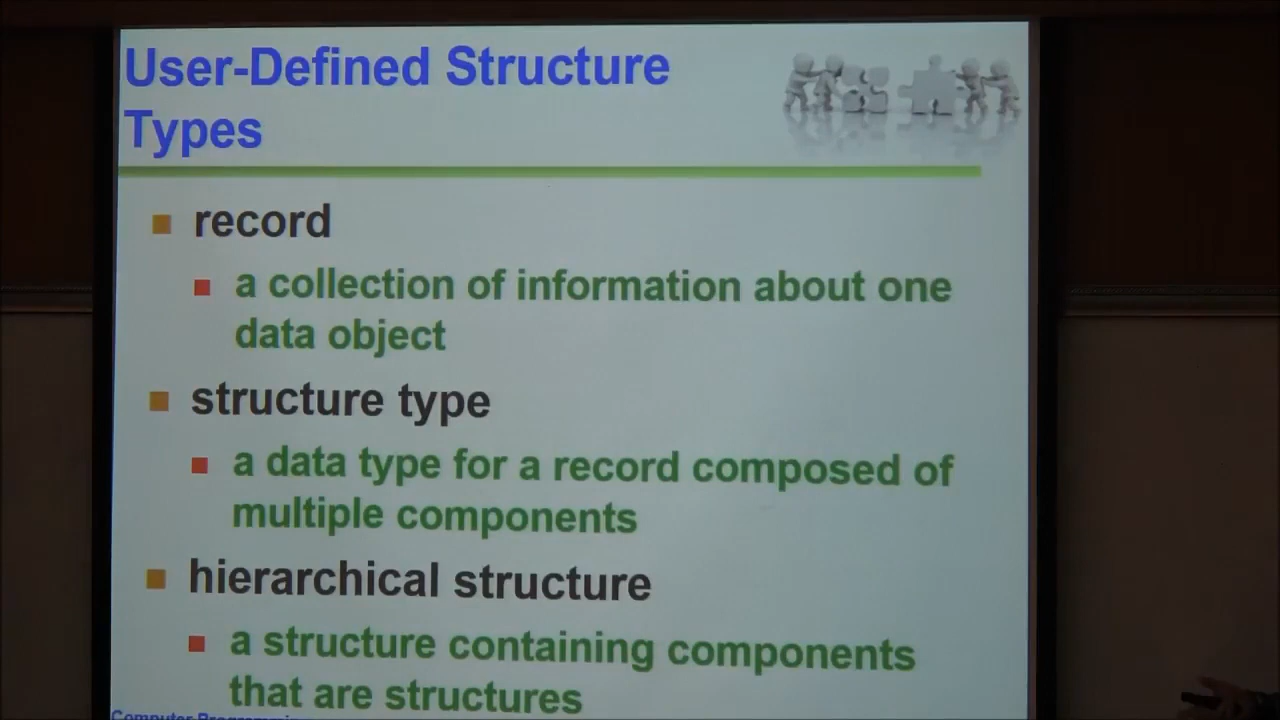 User-Defined Structure
Types
record
a collection of information about one
data object
structure type
a data type for a record composed of
multiple components
hierarchical structure
a structure containing components
that are structures
Computer